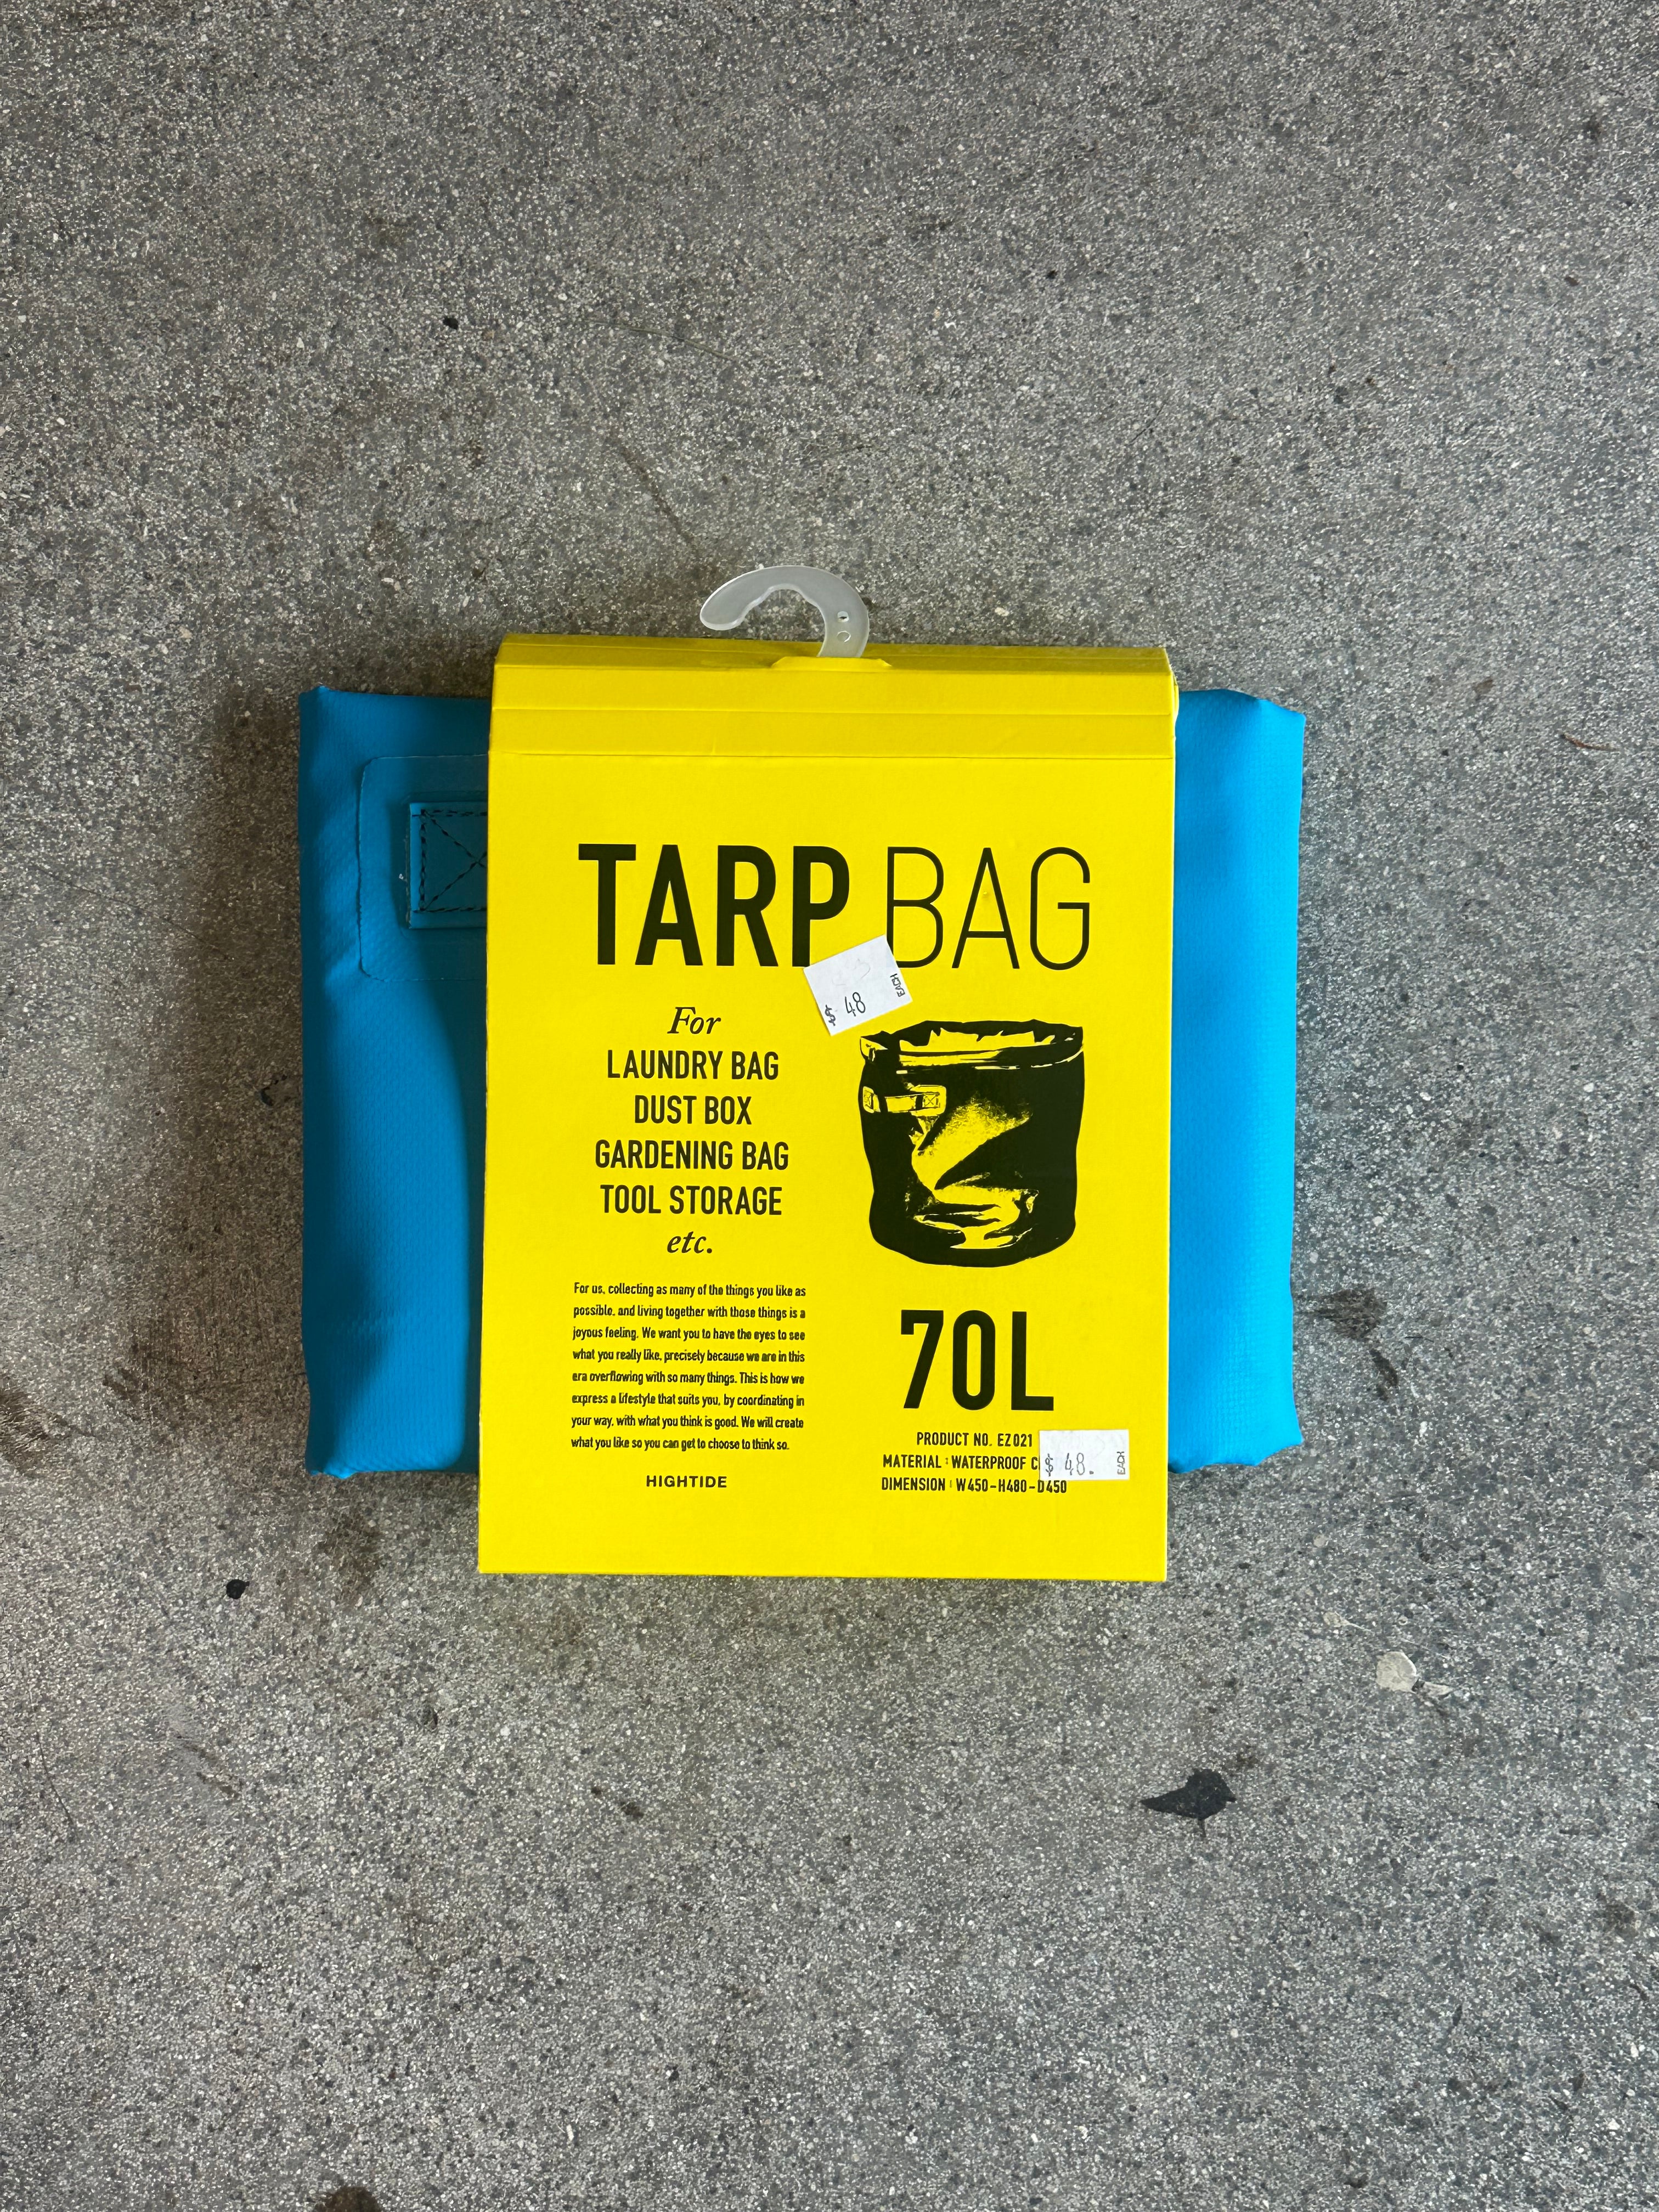 TARP BAG
$ 48 EACH
For
LAUNDRY BAG
DUST BOX
GARDENING BAG
TOOL STORAGE
etc.
For us, collecting as many of the things you like as
possible, and living together with those things is a
joyous feeling. We want you to have the eyes to see
what you really like, precisely because we are in this
era overflowing with so many things. This is how we
express a lifestyle that suits you, by coordinating in
your way, with what you think is good. We will create
what you like so you can get to choose to think so.
HIGHTIDE
70L
PRODUCT NO. EZ021
MATERIAL : WATERPROOF
$ 48. EACH
DIMENSION : W450-H480-D450